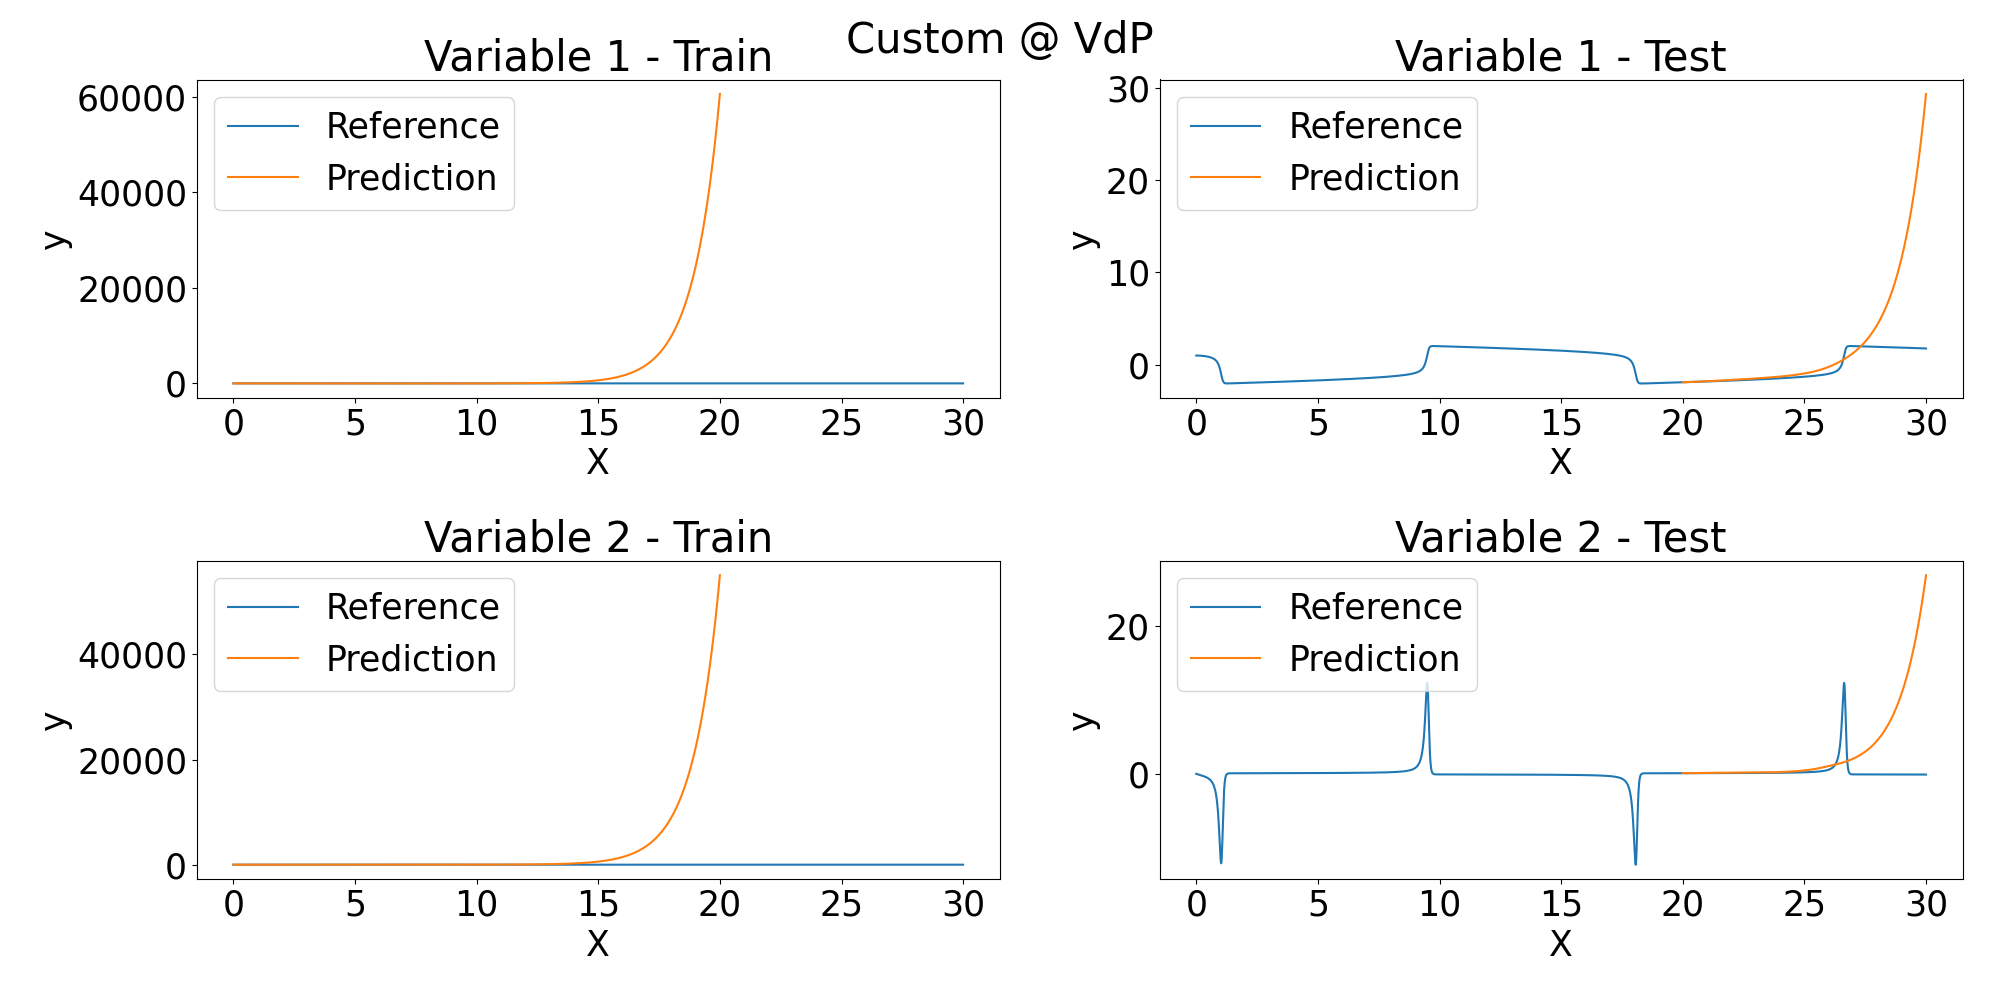 Custom @ VdP
Variable 1 - Train
60000
40000
20000
0
y
Reference
Prediction
0 5 10 15 20 25 30
X
Variable 1 - Test
30
20
10
0
y
Reference
Prediction
0 5 10 15 20 25 30
X
Variable 2 - Train
40000
20000
0
y
Reference
Prediction
0 5 10 15 20 25 30
X
Variable 2 - Test
20
0
y
Reference
Prediction
0 5 10 15 20 25 30
X